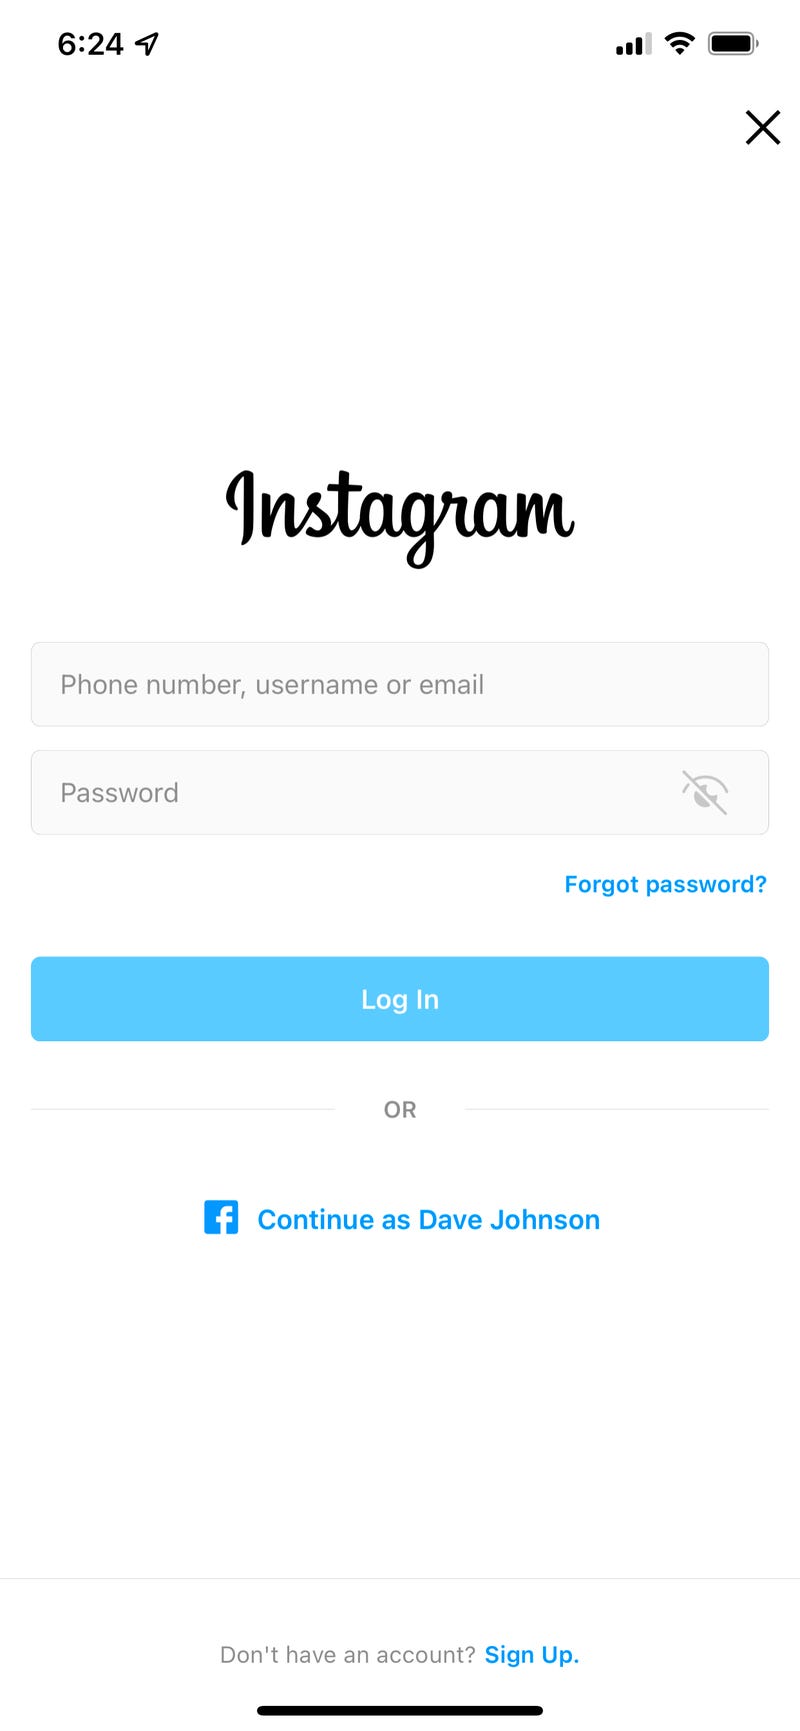 6:24
Instagram
Phone number, username or email
Password
Forgot password?
Log In
OR
Continue as Dave Johnson
Don't have an account? Sign Up.